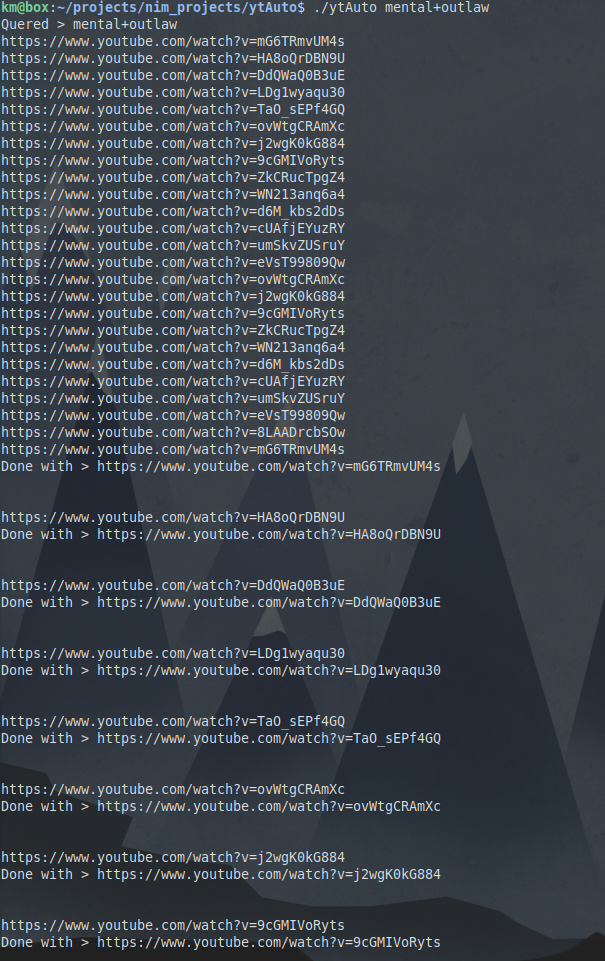 km@box:~/projects/nim_projects/ytAuto$ ./ytAuto mental+outlaw
Quered > mental+outlaw
https://www.youtube.com/watch?v=mG6TRmvUM4s
https://www.youtube.com/watch?v=HA8oQrDBN9U
https://www.youtube.com/watch?v=DdQWaQ0B3uE
https://www.youtube.com/watch?v=LDg1wyaqu30
https://www.youtube.com/watch?v=TaO_sEPf4GQ
https://www.youtube.com/watch?v=ovWtgCRAmXc
https://www.youtube.com/watch?v=j2wgK0kG884
https://www.youtube.com/watch?v=9cGMIVoRyts
https://www.youtube.com/watch?v=ZkCRucTpgZ4
https://www.youtube.com/watch?v=WN213anq6a4
https://www.youtube.com/watch?v=d6M_kbs2dDs
https://www.youtube.com/watch?v=cUAfjEYuzRY
https://www.youtube.com/watch?v=umSkvZUSruY
https://www.youtube.com/watch?v=eVsT99809Qw
https://www.youtube.com/watch?v=ovWtgCRAmXc
https://www.youtube.com/watch?v=j2wgK0kG884
https://www.youtube.com/watch?v=9cGMIVoRyts
https://www.youtube.com/watch?v=ZkCRucTpgZ4
https://www.youtube.com/watch?v=WN213anq6a4
https://www.youtube.com/watch?v=d6M_kbs2dDs
https://www.youtube.com/watch?v=cUAfjEYuzRY
https://www.youtube.com/watch?v=umSkvZUSruY
https://www.youtube.com/watch?v=eVsT99809Qw
https://www.youtube.com/watch?v=8LAADrcbSOw
https://www.youtube.com/watch?v=mG6TRmvUM4s
Done with > https://www.youtube.com/watch?v=mG6TRmvUM4s
https://www.youtube.com/watch?v=HA8oQrDBN9U
Done with > https://www.youtube.com/watch?v=HA8oQrDBN9U
https://www.youtube.com/watch?v=DdQWaQ0B3uE
Done with > https://www.youtube.com/watch?v=DdQWaQ0B3uE
https://www.youtube.com/watch?v=LDg1wyaqu30
Done with > https://www.youtube.com/watch?v=LDg1wyaqu30
https://www.youtube.com/watch?v=TaO_sEPf4GQ
Done with > https://www.youtube.com/watch?v=TaO_sEPf4GQ
https://www.youtube.com/watch?v=ovWtgCRAmXc
Done with > https://www.youtube.com/watch?v=ovWtgCRAmXc
https://www.youtube.com/watch?v=j2wgK0kG884
Done with > https://www.youtube.com/watch?v=j2wgK0kG884
https://www.youtube.com/watch?v=9cGMIVoRyts
Done with > https://www.youtube.com/watch?v=9cGMIVoRyts